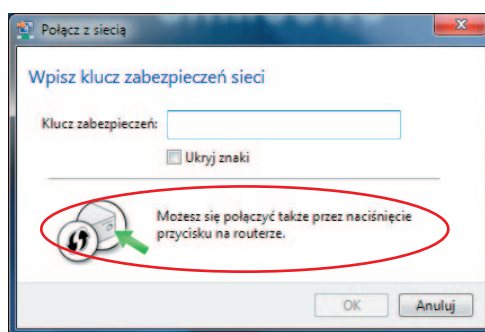 Połącz z siecią
Wpisz klucz zabezpieczeń sieci
Klucz zabezpieczeń:
Ukryj znaki
Możesz się połączyć także przez naciśnięcie
przycisku na routerze.
OK
Anuluj